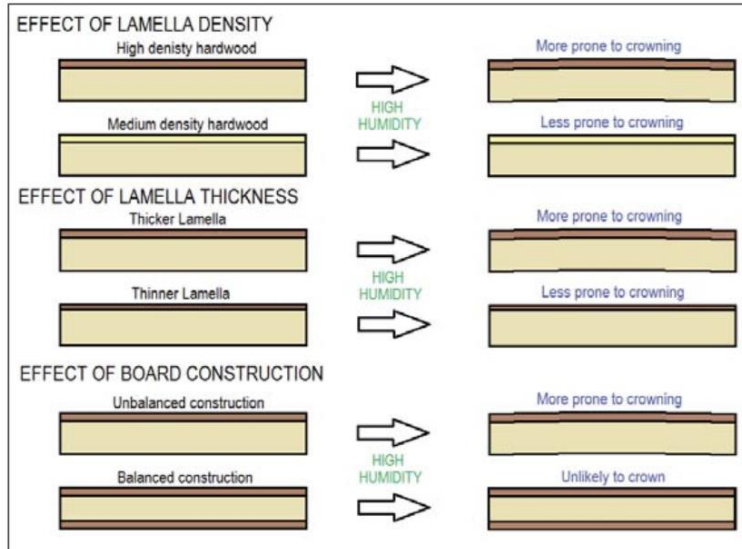 EFFECT OF LAMELLA DENSITY
High denisty hardwood
More prone to crowning
HIGH
HUMIDITY
Medium density hardwood
Less prone to crowning
EFFECT OF LAMELLA THICKNESS
Thicker Lamella
More prone to crowning
HIGH
HUMIDITY
Thinner Lamella
Less prone to crowning
EFFECT OF BOARD CONSTRUCTION
Unbalanced construction
More prone to crowning
HIGH
HUMIDITY
Balanced construction
Unlikely to crown